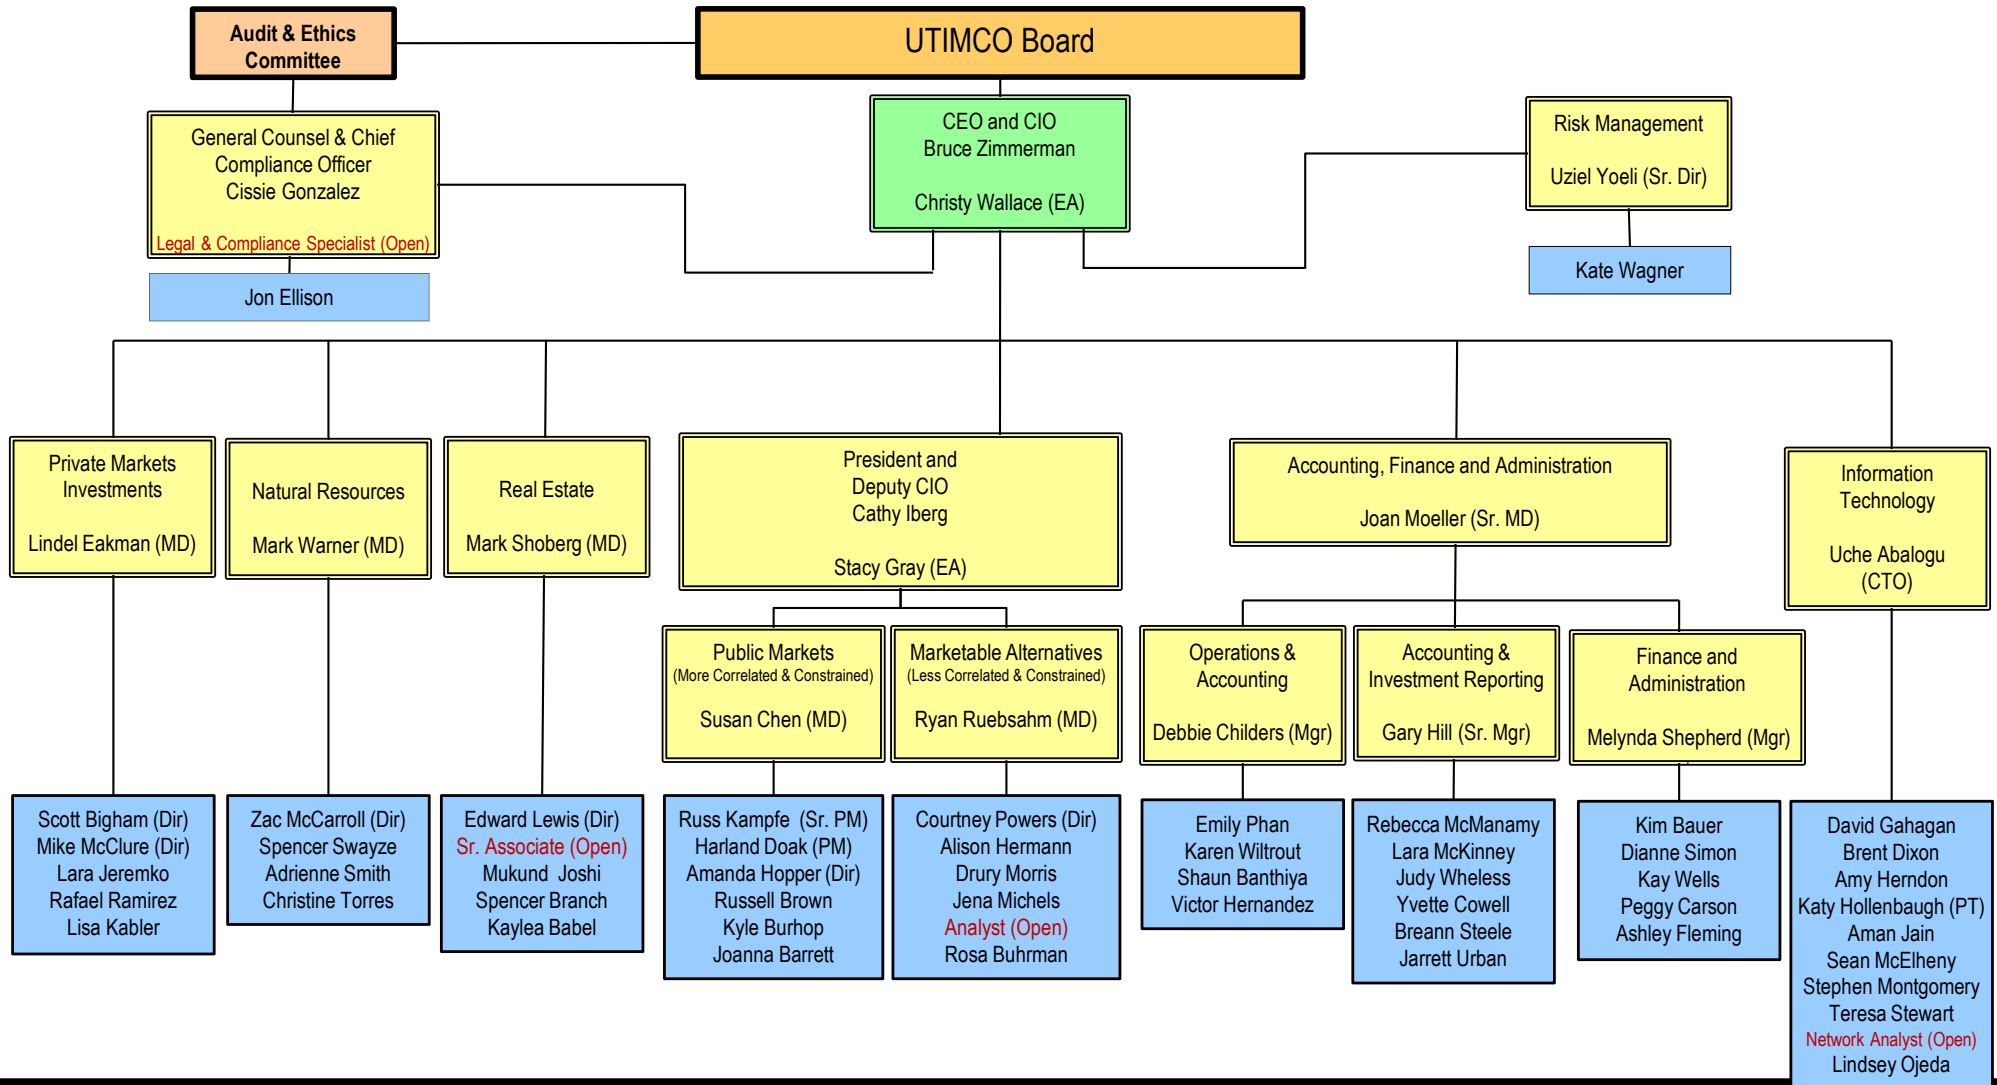 Audit & Ethics
Committee
UTIMCO Board
General Counsel & Chief
Compliance Officer
Cissie Gonzalez
Legal & Compliance Specialist (Open)
Jon Ellison
CEO and CIO
Bruce Zimmerman
Christy Wallace (EA)
Risk Management
Uziel Yoeli (Sr. Dir)
Kate Wagner
Private Markets
Investments
Lindel Eakman (MD)
Natural Resources
Mark Warner (MD)
Real Estate
Mark Shoberg (MD)
President and
Deputy CIO
Cathy Iberg
Stacy Gray (EA)
Accounting, Finance and Administration
Joan Moeller (Sr. MD)
Information
Technology
Uche Abalogu
(CTO)
Public Markets
(More Correlated & Constrained)
Susan Chen (MD)
Marketable Alternatives
(Less Correlated & Constrained)
Ryan Ruebsahm (MD)
Operations &
Accounting
Debbie Childers (Mgr)
Accounting &
Investment Reporting
Gary Hill (Sr. Mgr)
Finance and
Administration
Melynda Shepherd (Mgr)
Scott Bigham (Dir)
Mike McClure (Dir)
Lara Jeremko
Rafael Ramirez
Lisa Kabler
Zac McCarroll (Dir)
Spencer Swayze
Adrienne Smith
Christine Torres
Edward Lewis (Dir)
Sr. Associate (Open)
Mukund Joshi
Spencer Branch
Kaylea Babel
Russ Kampfe (Sr. PM)
Harland Doak (PM)
Amanda Hopper (Dir)
Russell Brown
Kyle Burhop
Joanna Barrett
Courtney Powers (Dir)
Alison Hermann
Drury Morris
Jena Michels
Analyst (Open)
Rosa Buhrman
Emily Phan
Karen Wiltrout
Shaun Banthiya
Victor Hernandez
Rebecca McManamy
Lara McKinney
Judy Wheless
Yvette Cowell
Breann Steele
Jarrett Urban
Kim Bauer
Dianne Simon
Kay Wells
Peggy Carson
Ashley Fleming
David Gahagan
Brent Dixon
Amy Herndon
Katy Hollenbaugh (PT)
Aman Jain
Sean McElheny
Stephen Montgomery
Teresa Stewart
Network Analyst (Open)
Lindsey Ojeda